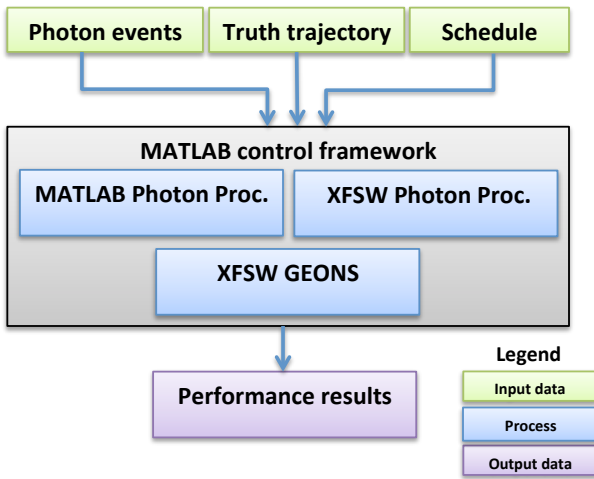 Photon events
Truth trajectory
Schedule
MATLAB control framework
MATLAB Photon Proc.
XFSW Photon Proc.
XFSW GEONS
Performance results
Legend
Input data
Process
Output data